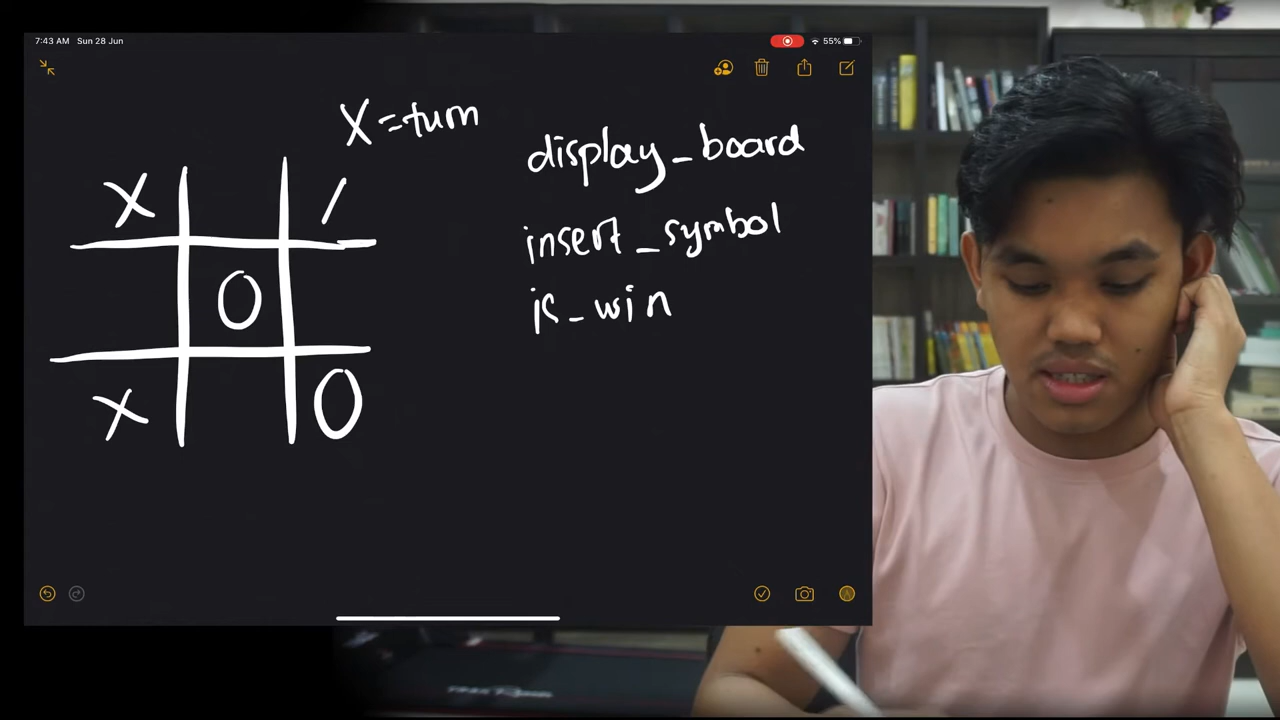 7:43 AM Sun 28 Jun
55%
X = turn
display_board
insert_symbol
is_win
X /
O
X O